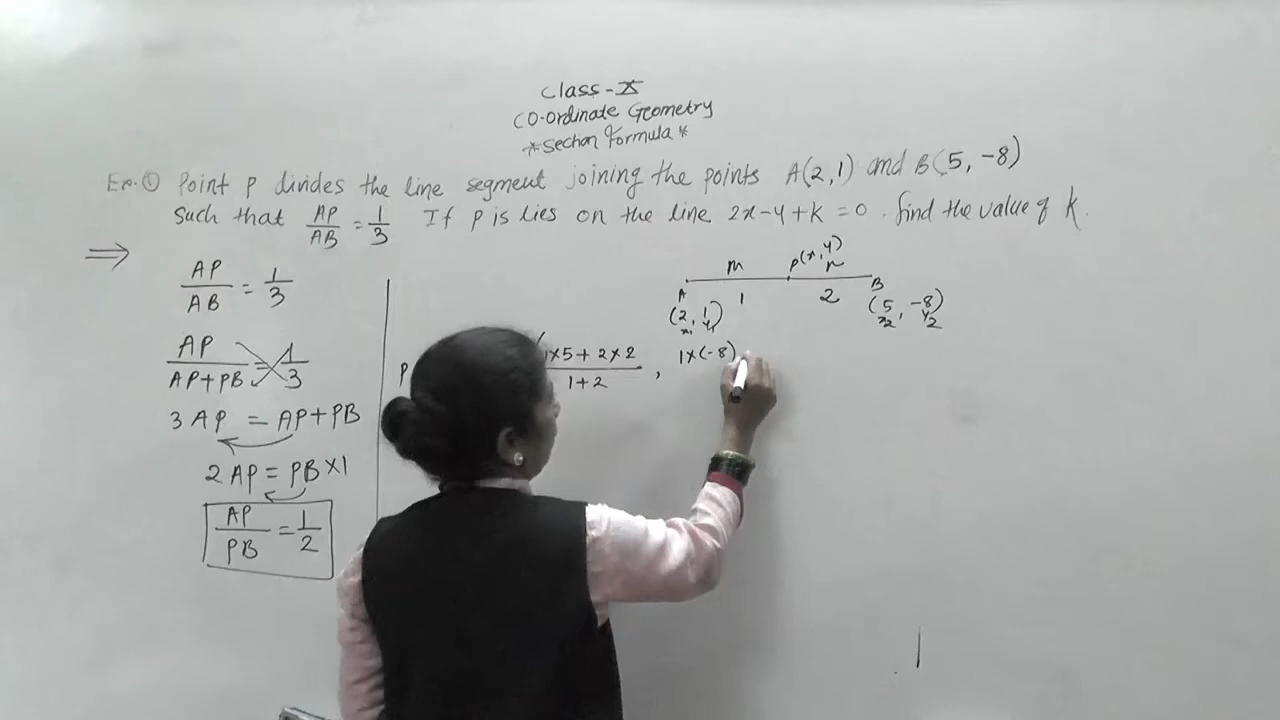 Class-X
CO-ordinate Geometry
*Section Formula*
Ex.① Point P divides the line segment joining the points A(2,1) and B(5, -8)
Such that AP/AB = 1/3 If P is lies on the line 2x-y+k=0. find the value of k.
⇒
AP/AB = 1/3
AP/AP+PB = 1/3
3AP = AP+PB
2AP = PB×1
AP/PB = 1/2
m P(x,y) n
A 1 2 B
(2, 1) (5, -8)
x₁ y₁ x₂ y₂
P 1×5+2×2/1+2 , 1×(-8)